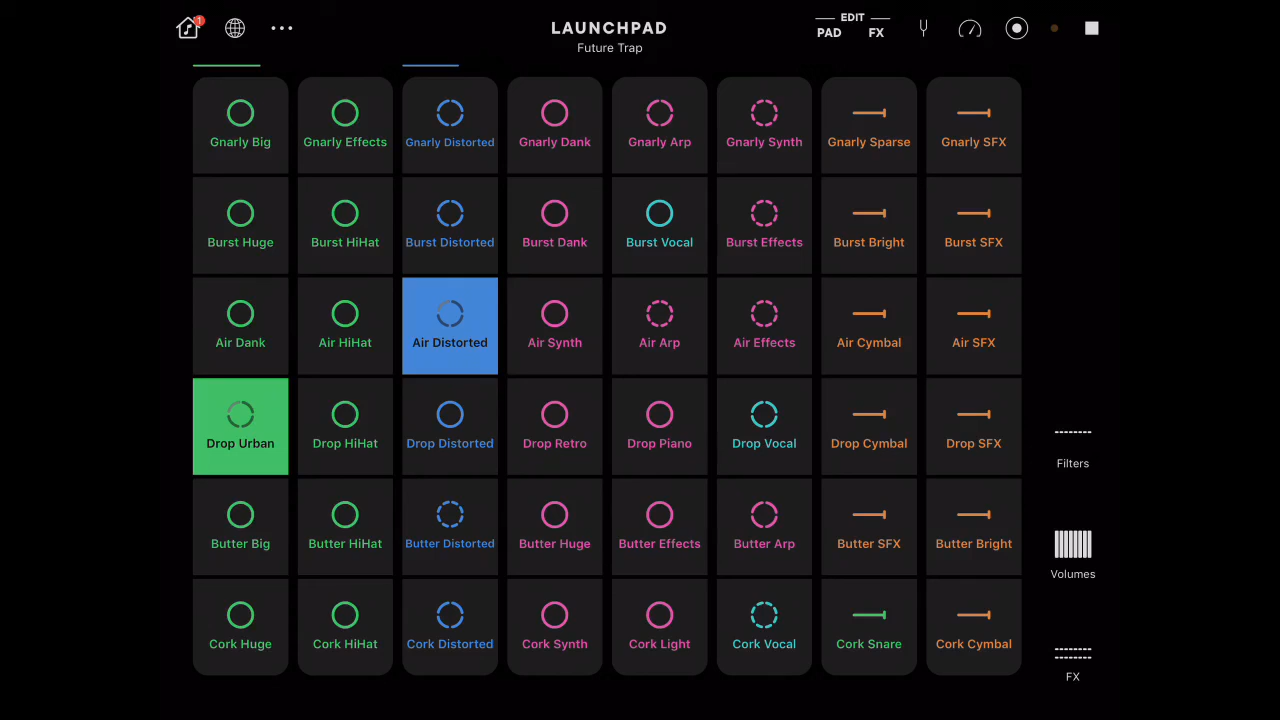 1
LAUNCHPAD
Future Trap
EDIT
PAD FX
Gnarly Big Gnarly Effects Gnarly Distorted Gnarly Dank Gnarly Arp Gnarly Synth Gnarly Sparse Gnarly SFX
Burst Huge Burst HiHat Burst Distorted Burst Dank Burst Vocal Burst Effects Burst Bright Burst SFX
Air Dank Air HiHat Air Distorted Air Synth Air Arp Air Effects Air Cymbal Air SFX
Drop Urban Drop HiHat Drop Distorted Drop Retro Drop Piano Drop Vocal Drop Cymbal Drop SFX
Filters
Butter Big Butter HiHat Butter Distorted Butter Huge Butter Effects Butter Arp Butter SFX Butter Bright
Volumes
Cork Huge Cork HiHat Cork Distorted Cork Synth Cork Light Cork Vocal Cork Snare Cork Cymbal
FX